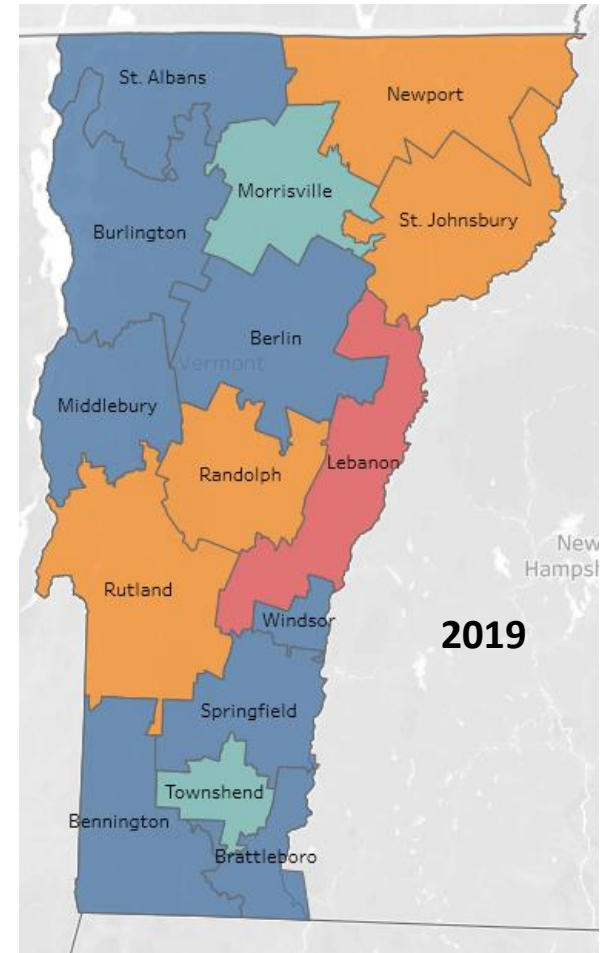 St. Albans
Newport
Morrisville
St. Johnsbury
Burlington
Berlin
Vermont
Middlebury
Lebanon
Randolph
New
Hampsh
Rutland
Windsor
2019
Springfield
Townshend
Bennington
Brattleboro